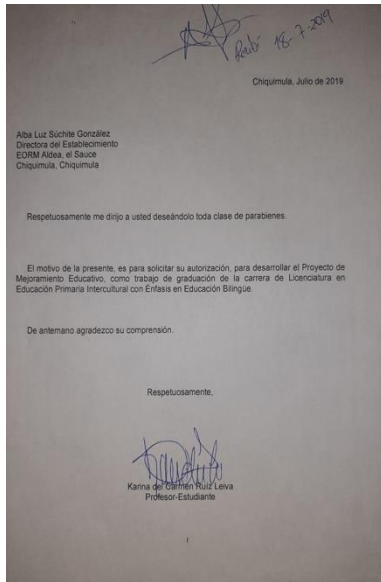 Recibí 18-7-2019
Chiquimula, Julio de 2019
Alba Luz Súchite González
Directora del Establecimiento
EORM Aldea, el Sauce
Chiquimula, Chiquimula
Respetuosamente me dirijo a usted deseándolo toda clase de parabienes.
El motivo de la presente, es para solicitar su autorización, para desarrollar el Proyecto de
Mejoramiento Educativo, como trabajo de graduación de la carrera de Licenciatura en
Educación Primaria Intercultural con Énfasis en Educación Bilingüe.
De antemano agradezco su comprensión.
Respetuosamente,
Karina del Carmen Ruíz Leiva
Profesor-Estudiante